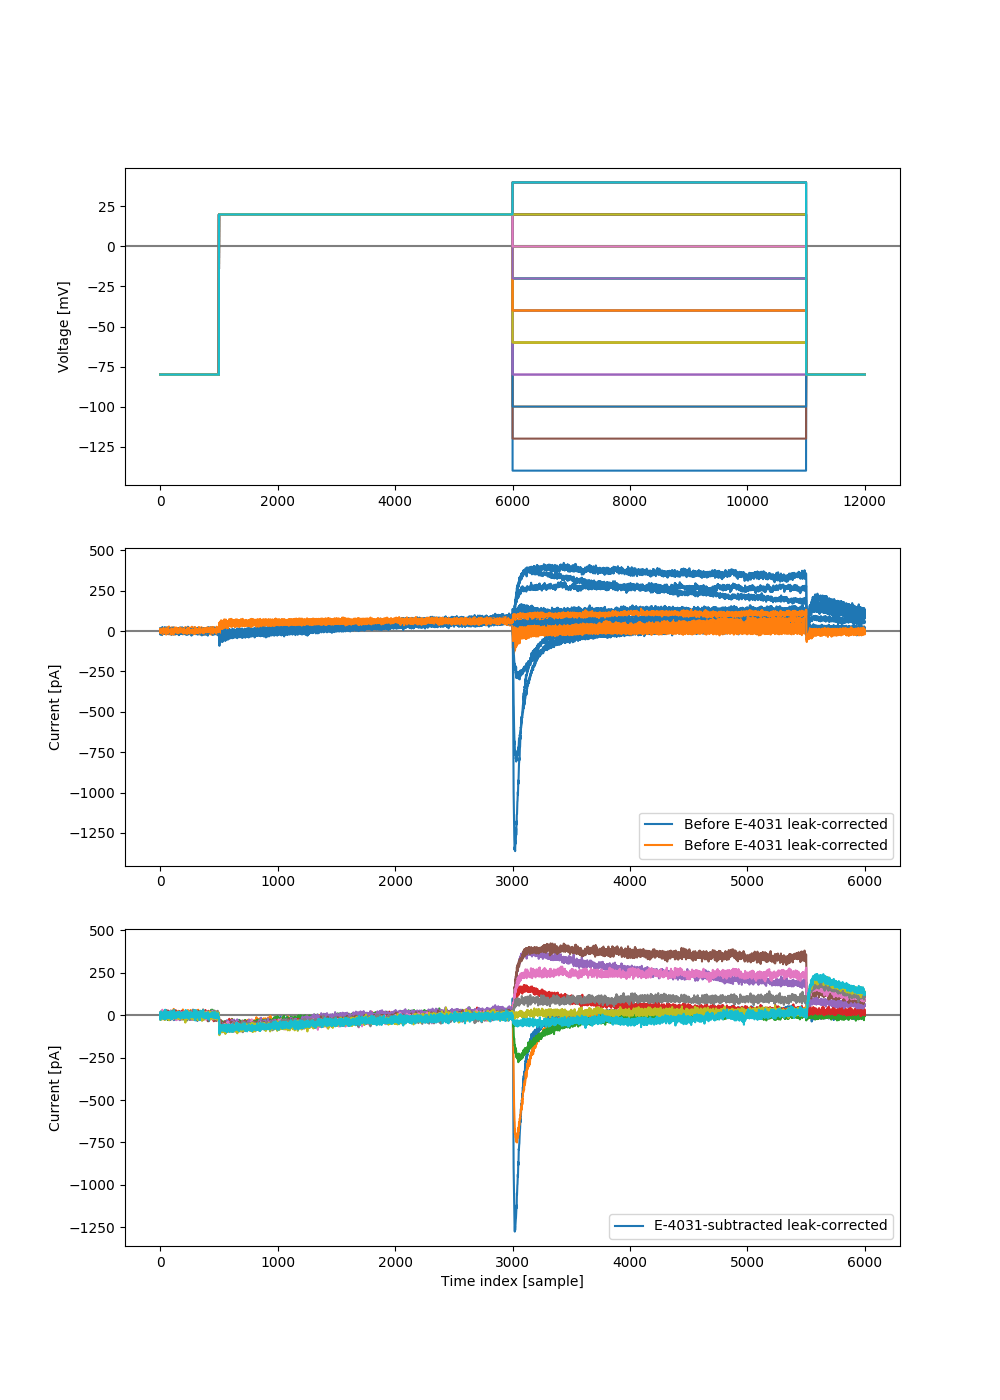 25
0
−25
−50
−75
−100
−125
Voltage [mV]
0 2000 4000 6000 8000 10000 12000
500
250
0
−250
−500
−750
−1000
−1250
Current [pA]
Before E-4031 leak-corrected
Before E-4031 leak-corrected
0 1000 2000 3000 4000 5000 6000
500
250
0
−250
−500
−750
−1000
−1250
Current [pA]
E-4031-subtracted leak-corrected
0 1000 2000 3000 4000 5000 6000
Time index [sample]